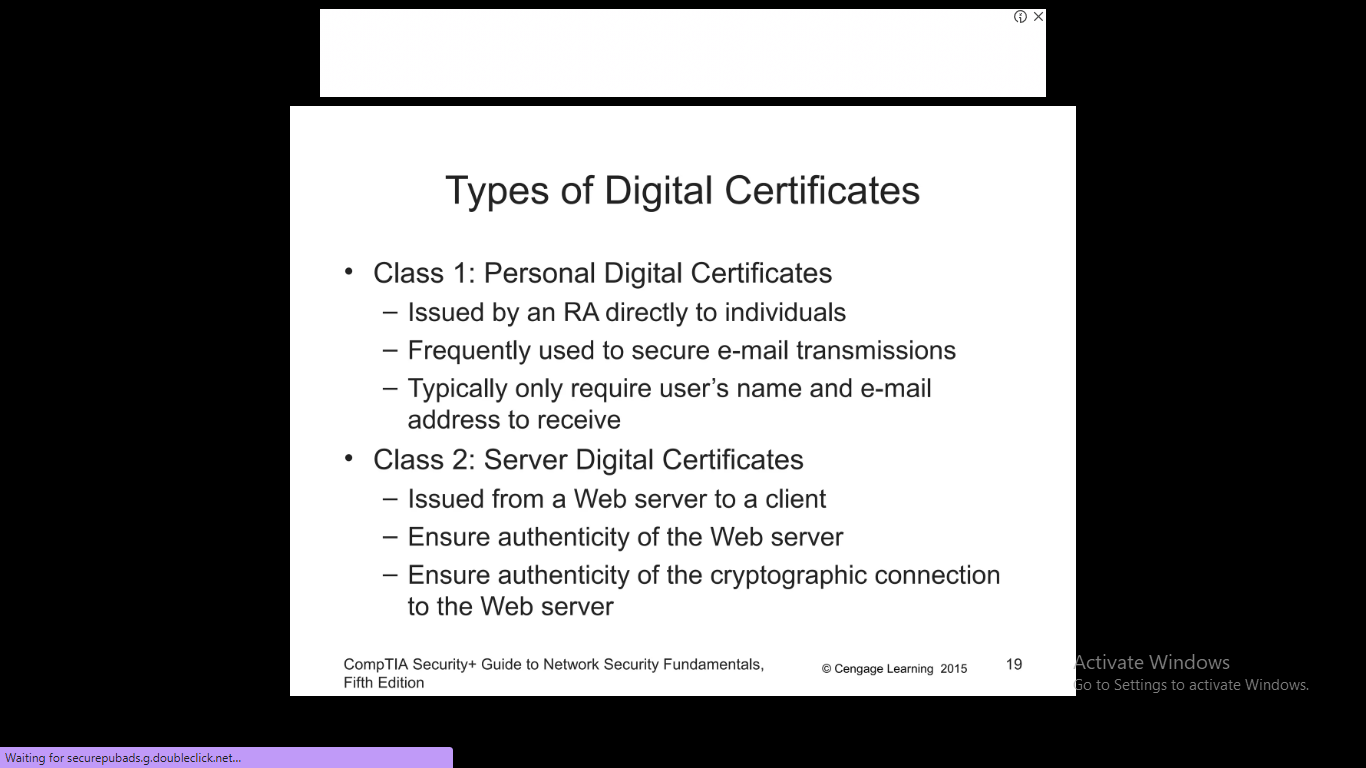 Types of Digital Certificates
• Class 1: Personal Digital Certificates
– Issued by an RA directly to individuals
– Frequently used to secure e-mail transmissions
– Typically only require user’s name and e-mail
address to receive
• Class 2: Server Digital Certificates
– Issued from a Web server to a client
– Ensure authenticity of the Web server
– Ensure authenticity of the cryptographic connection
to the Web server
CompTIA Security+ Guide to Network Security Fundamentals,
Fifth Edition
© Cengage Learning 2015
19
Activate Windows
Go to Settings to activate Windows.
Waiting for securepubads.g.doubleclick.net...